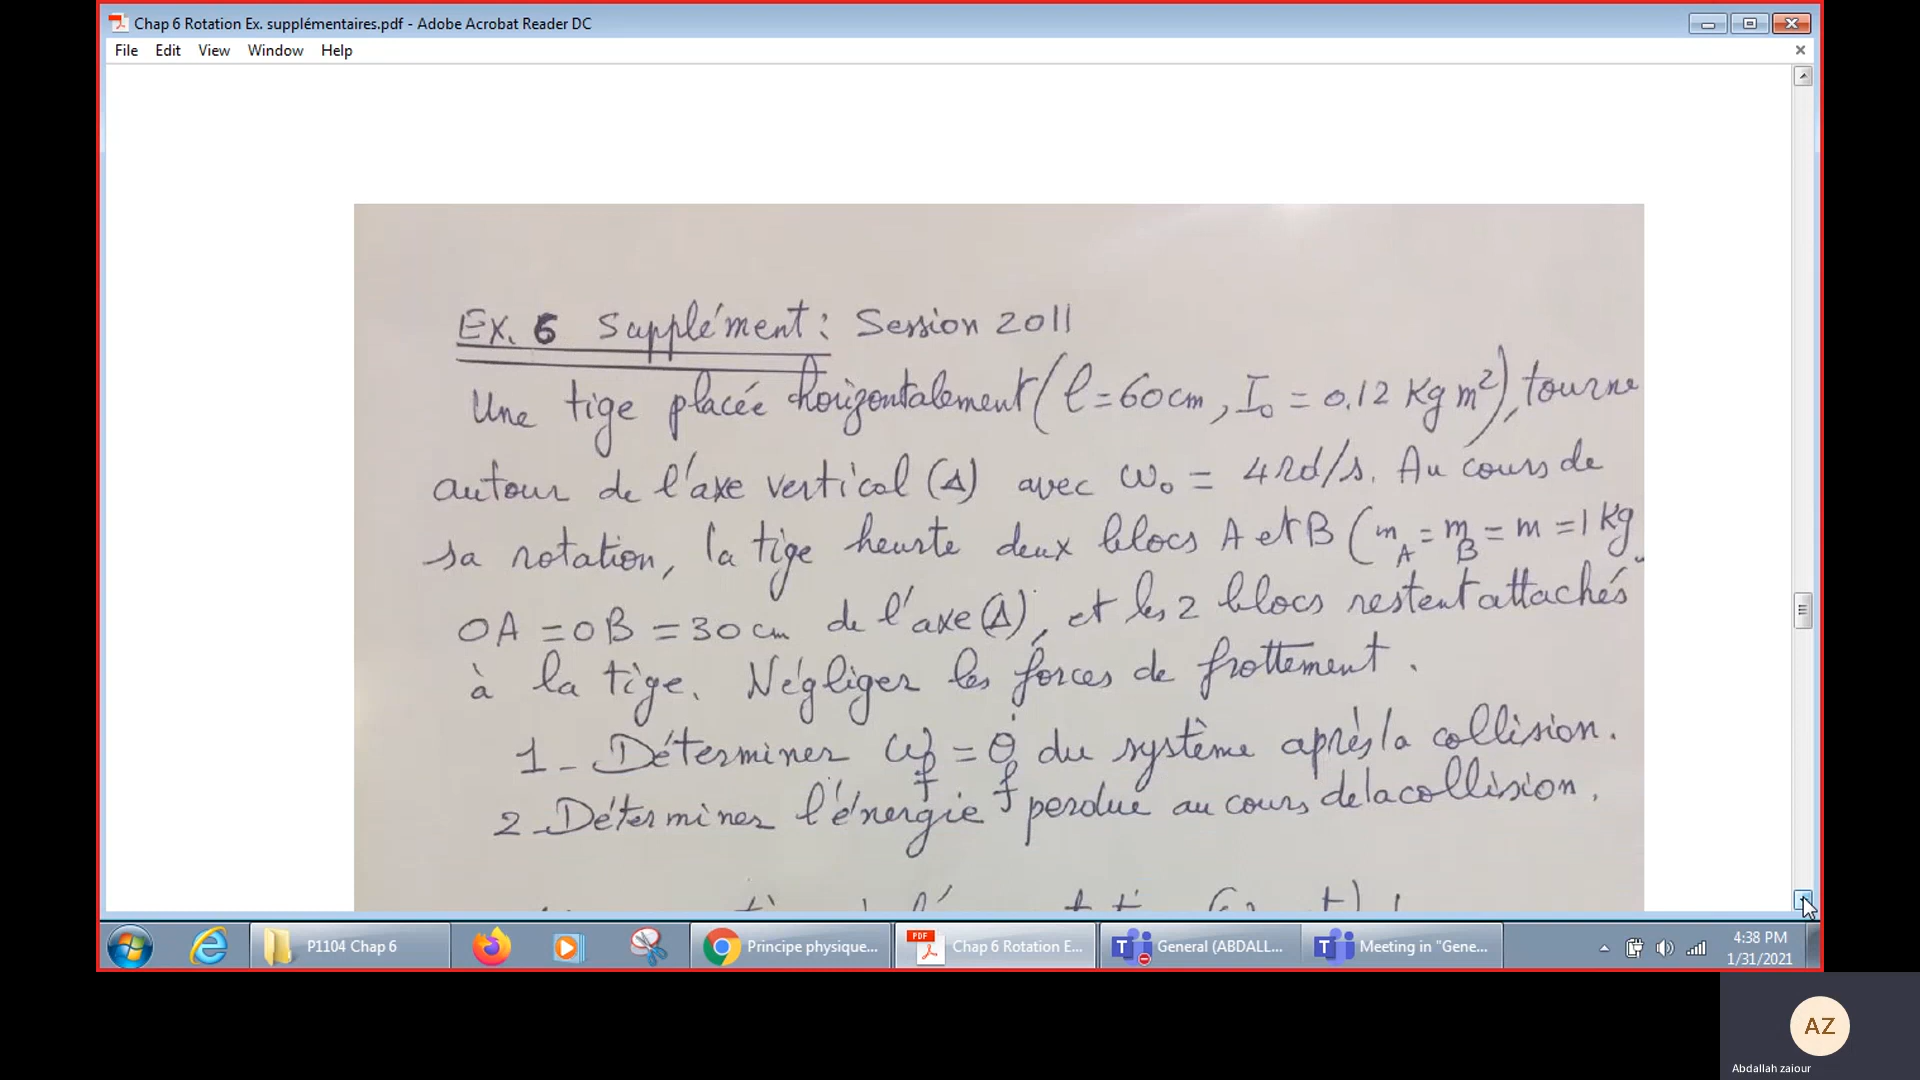 Chap 6 Rotation Ex. supplémentaires.pdf - Adobe Acrobat Reader DC
File Edit View Window Help
Ex. 6 Supplément : Session 2011
Une tige placée horizontalement (l = 60 cm, I₀ = 0.12 Kg m²), tourne
autour de l'axe vertical (Δ) avec ω₀ = 4 rd/s. Au cours de
sa rotation, la tige heurte deux blocs A et B (m_A = m_B = m = 1 Kg
OA = OB = 30 cm de l'axe (Δ), et les 2 blocs restent attachés
à la tige. Négliger les forces de frottement.
1 - Déterminer ω_f = θ̇_f du système après la collision.
2 - Déterminer l'énergie perdue au cours de la collision.
P1104 Chap 6
Principe physique...
Chap 6 Rotation E...
General (ABDALL...
Meeting in "Gene...
4:38 PM
1/31/2021
AZ
Abdallah zaiour